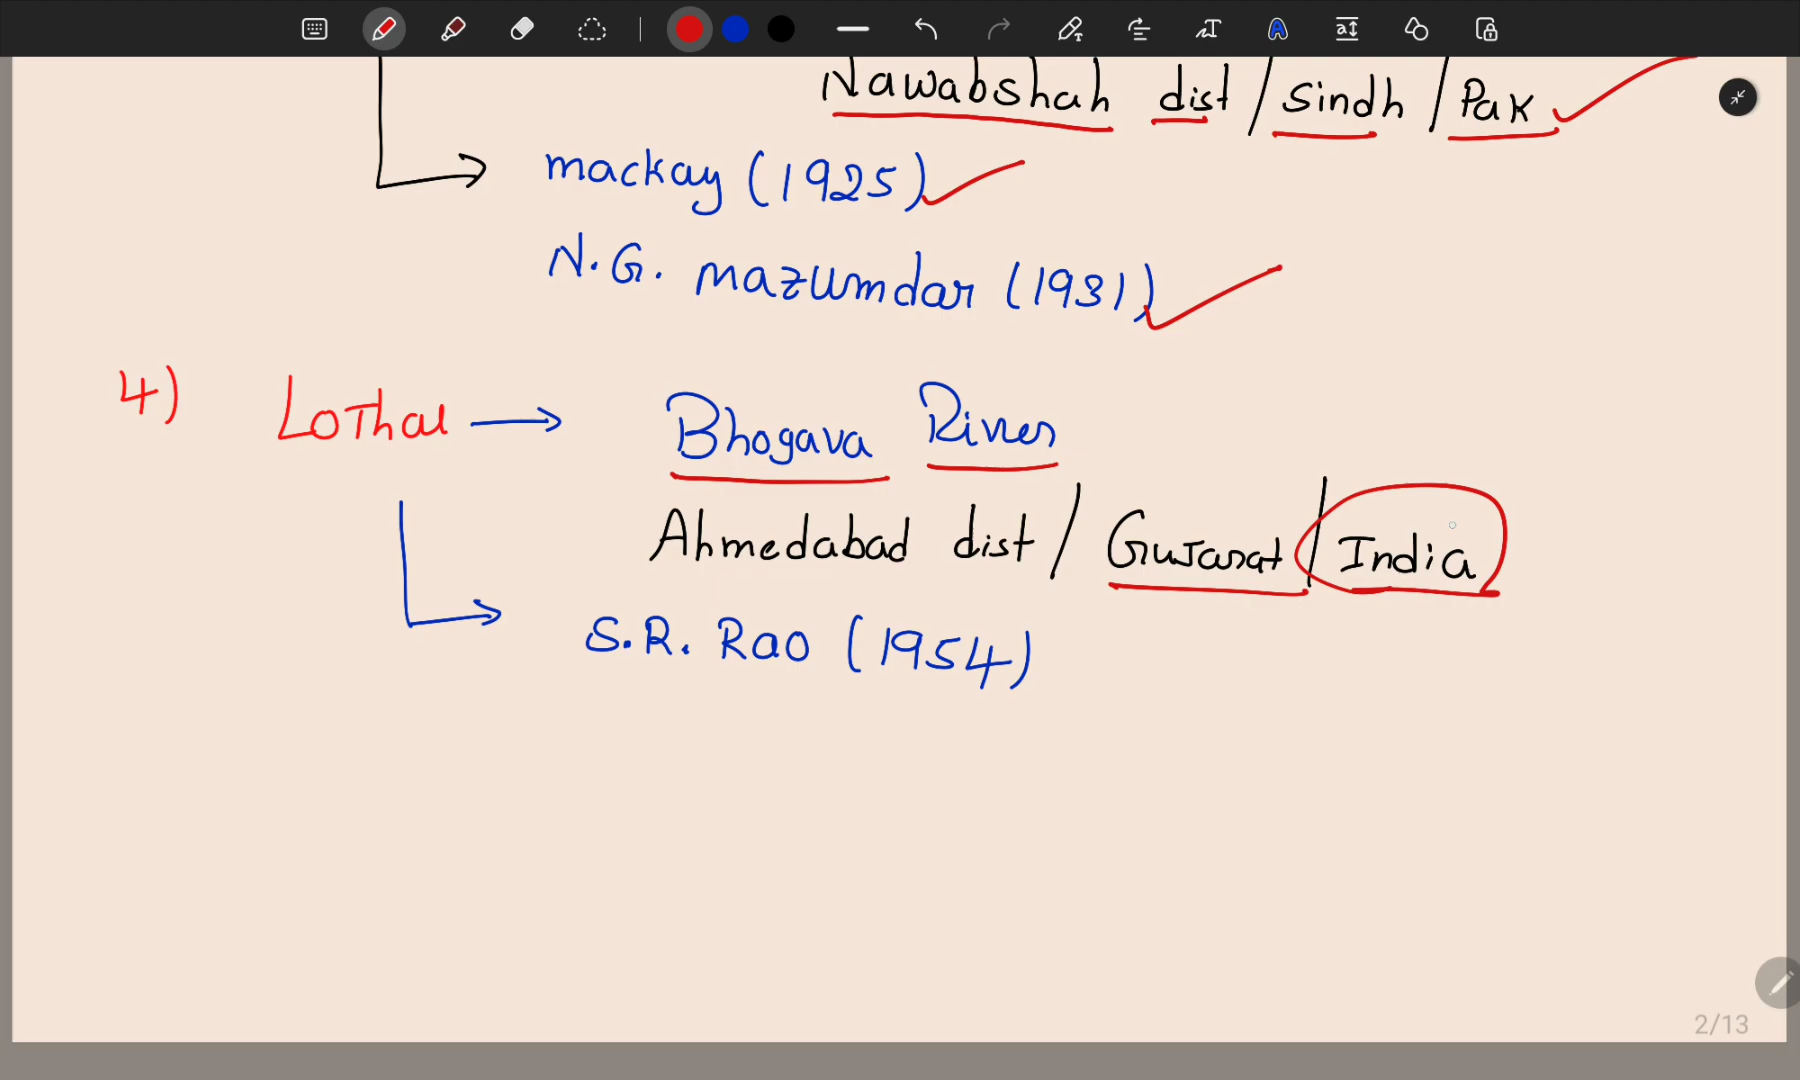 Nawabshah dist / Sindh / Pak
mackay (1925)
N.G. mazumdar (1931)
4) Lothal → Bhogava River
Ahmedabad dist / Gujarat / India
S.R. Rao (1954)
2/13